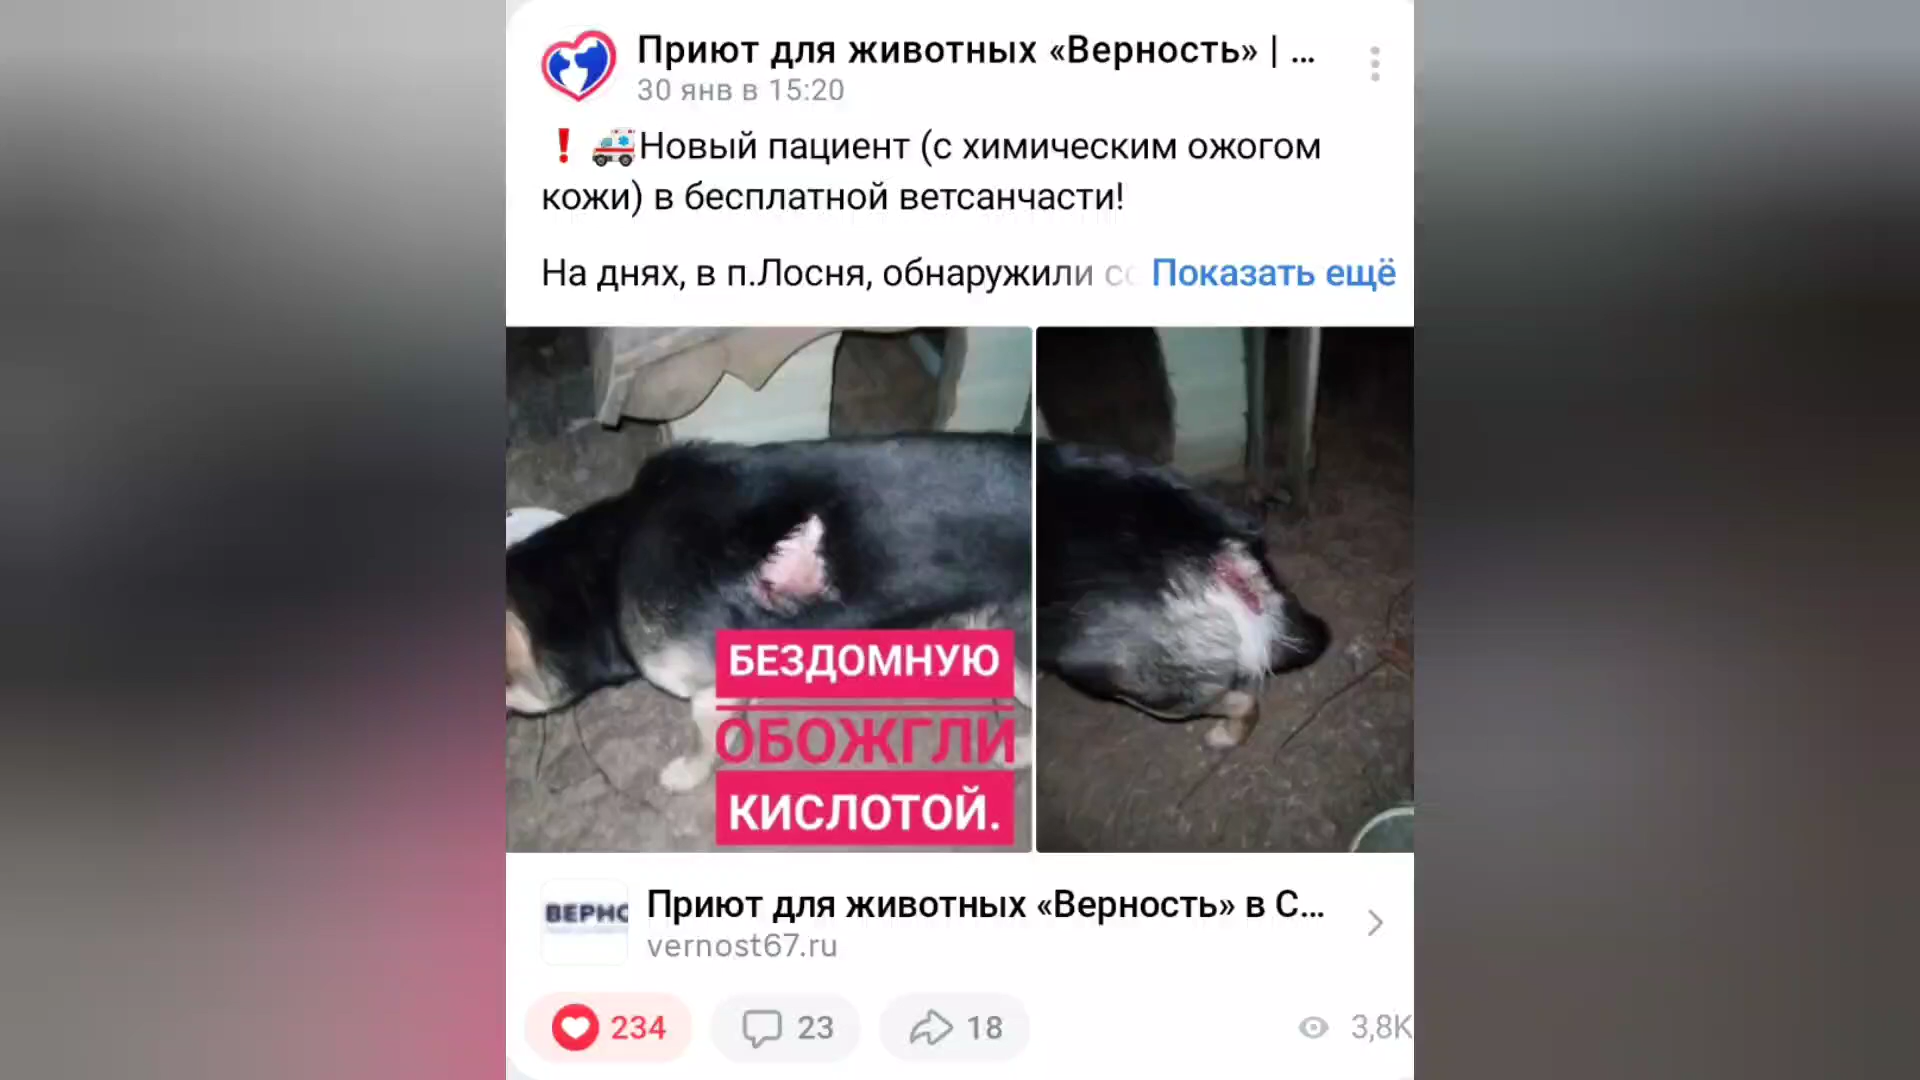 Приют для животных «Верность» | ...
30 янв в 15:20
❗🚑Новый пациент (с химическим ожогом
кожи) в бесплатной ветсанчасти!
На днях, в п.Лосня, обнаружили Показать ещё
БЕЗДОМНУЮ
ОБОЖГЛИ
КИСЛОТОЙ.
ВЕРНО
Приют для животных «Верность» в С...
vernost67.ru
234
23
18
3,8K